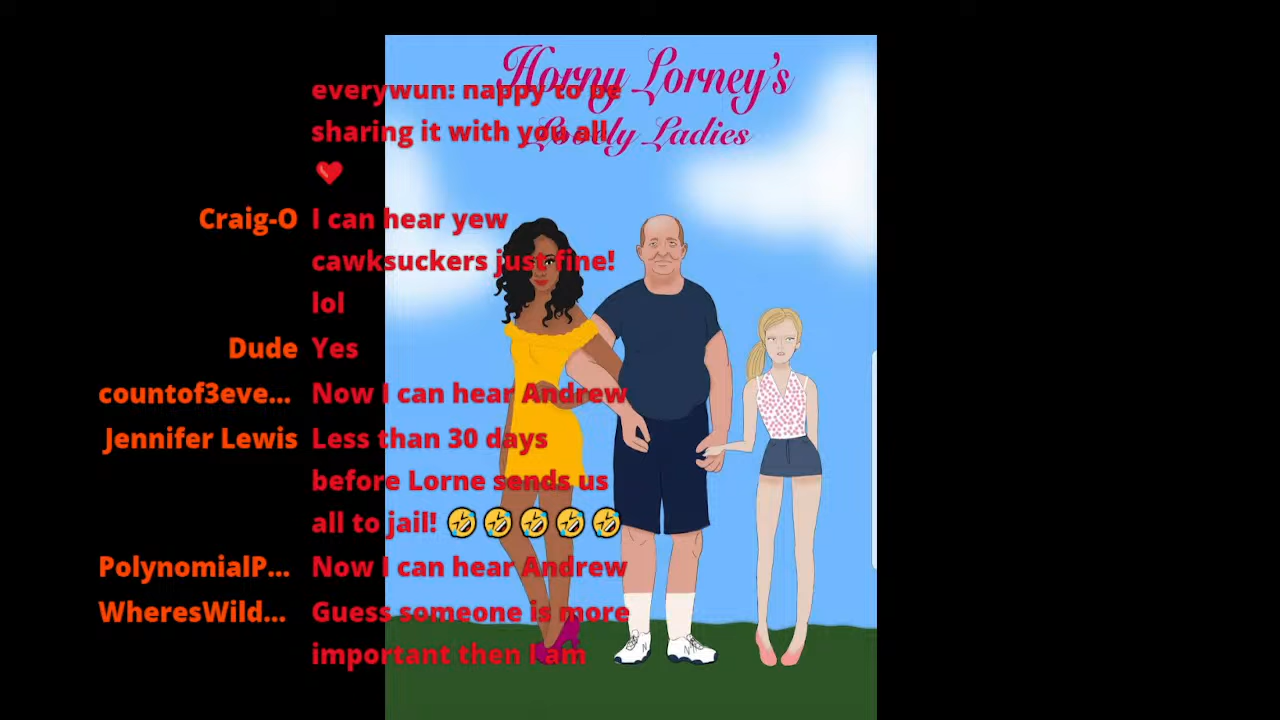 Horny Lorney's
Lovely Ladies
everywun! happy to be
sharing it with you all
❤️
Craig-O I can hear yew
cawksuckers just fine!
lol
Dude Yes
countof3eve... Now I can hear Andrew
Jennifer Lewis Less than 30 days
before Lorne sends us
all to jail! 🤣🤣🤣🤣🤣
PolynomialP... Now I can hear Andrew
WheresWild... Guess someone is more
important then I am